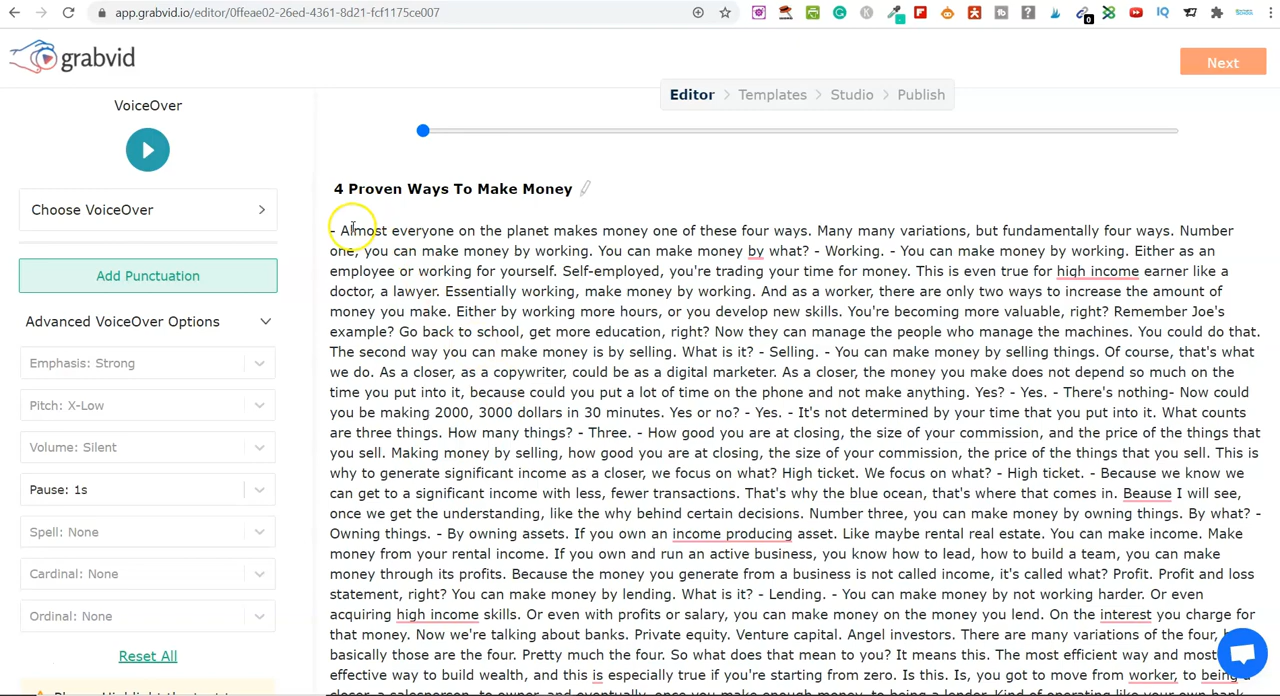 app.grabvid.io/editor/0ffeae02-26ed-4361-8d21-fcf1175ce007
grabvid
Next
Editor > Templates > Studio > Publish
VoiceOver
Choose VoiceOver
Add Punctuation
Advanced VoiceOver Options
Emphasis: Strong
Pitch: X-Low
Volume: Silent
Pause: 1s
Spell: None
Cardinal: None
Ordinal: None
Reset All
4 Proven Ways To Make Money
- Almost everyone on the planet makes money one of these four ways. Many many variations, but fundamentally four ways. Number
one, you can make money by working. You can make money by what? - Working. - You can make money by working. Either as an
employee or working for yourself. Self-employed, you're trading your time for money. This is even true for high income earner like a
doctor, a lawyer. Essentially working, make money by working. And as a worker, there are only two ways to increase the amount of
money you make. Either by working more hours, or you develop new skills. You're becoming more valuable, right? Remember Joe's
example? Go back to school, get more education, right? Now they can manage the people who manage the machines. You could do that.
The second way you can make money is by selling. What is it? - Selling. - You can make money by selling things. Of course, that's what
we do. As a closer, as a copywriter, could be as a digital marketer. As a closer, the money you make does not depend so much on the
time you put into it, because could you put a lot of time on the phone and not make anything. Yes? - Yes. - There's nothing- Now could
you be making 2000, 3000 dollars in 30 minutes. Yes or no? - Yes. - It's not determined by your time that you put into it. What counts
are three things. How many things? - Three. - How good you are at closing, the size of your commission, and the price of the things that
you sell. Making money by selling, how good you are at closing, the size of your commission, the price of the things that you sell. This is
why to generate significant income as a closer, we focus on what? High ticket. We focus on what? - High ticket. - Because we know we
can get to a significant income with less, fewer transactions. That's why the blue ocean, that's where that comes in. Beause I will see,
once we get the understanding, like the why behind certain decisions. Number three, you can make money by owning things. By what? -
Owning things. - By owning assets. If you own an income producing asset. Like maybe rental real estate. You can make income. Make
money from your rental income. If you own and run an active business, you know how to lead, how to build a team, you can make
money through its profits. Because the money you generate from a business is not called income, it's called what? Profit. Profit and loss
statement, right? You can make money by lending. What is it? - Lending. - You can make money by not working harder. Or even
acquiring high income skills. Or even with profits or salary, you can make money on the money you lend. On the interest you charge for
that money. Now we're talking about banks. Private equity. Venture capital. Angel investors. There are many variations of the four,
basically those are the four. Pretty much the four. So what does that mean to you? It means this. The most efficient way and most
effective way to build wealth, and this is especially true if you're starting from zero. Is this. Is, you got to move from worker, to being